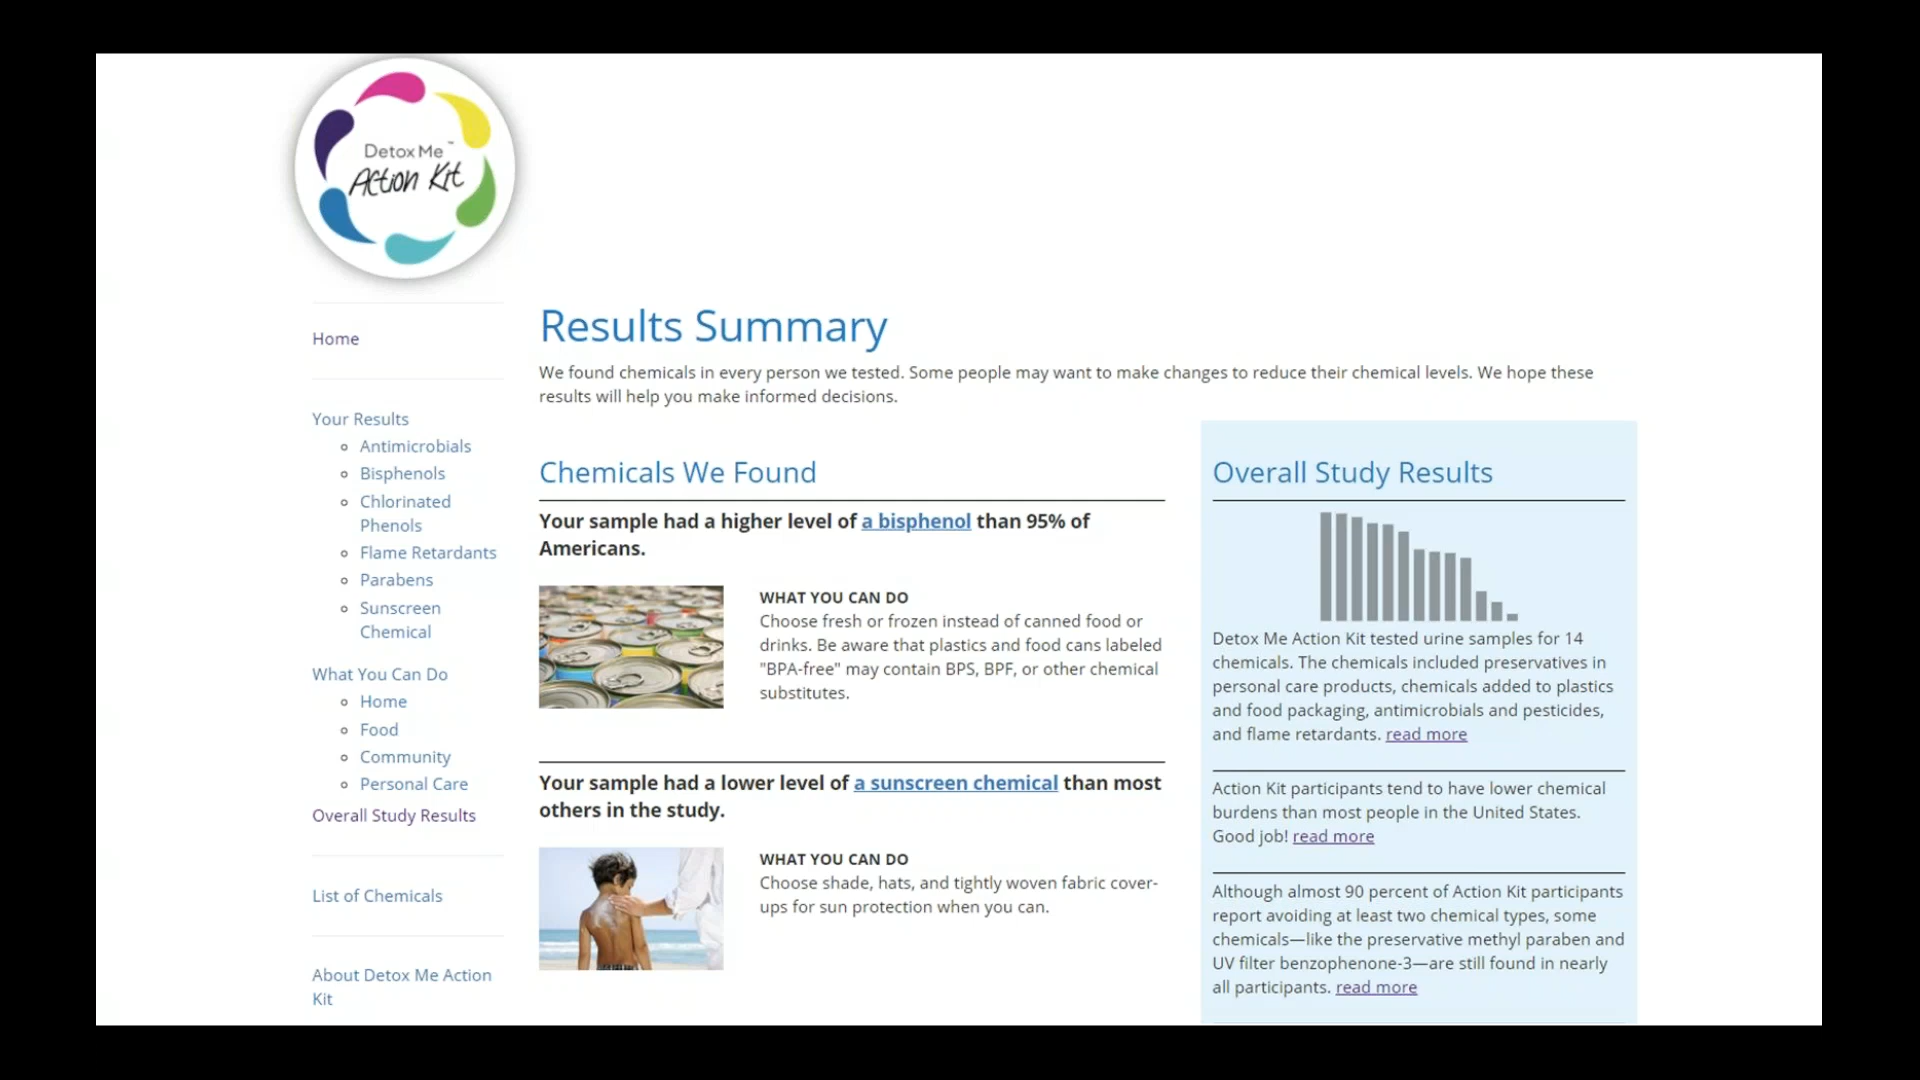 Detox Me™
Action Kit
Home
Your Results
Antimicrobials
Bisphenols
Chlorinated
Phenols
Flame Retardants
Parabens
Sunscreen
Chemical
What You Can Do
Home
Food
Community
Personal Care
Overall Study Results
List of Chemicals
About Detox Me Action
Kit
Results Summary
We found chemicals in every person we tested. Some people may want to make changes to reduce their chemical levels. We hope these
results will help you make informed decisions.
Chemicals We Found
Your sample had a higher level of a bisphenol than 95% of
Americans.
WHAT YOU CAN DO
Choose fresh or frozen instead of canned food or
drinks. Be aware that plastics and food cans labeled
"BPA-free" may contain BPS, BPF, or other chemical
substitutes.
Your sample had a lower level of a sunscreen chemical than most
others in the study.
WHAT YOU CAN DO
Choose shade, hats, and tightly woven fabric cover-
ups for sun protection when you can.
Overall Study Results
Detox Me Action Kit tested urine samples for 14
chemicals. The chemicals included preservatives in
personal care products, chemicals added to plastics
and food packaging, antimicrobials and pesticides,
and flame retardants. read more
Action Kit participants tend to have lower chemical
burdens than most people in the United States.
Good job! read more
Although almost 90 percent of Action Kit participants
report avoiding at least two chemical types, some
chemicals—like the preservative methyl paraben and
UV filter benzophenone-3—are still found in nearly
all participants. read more